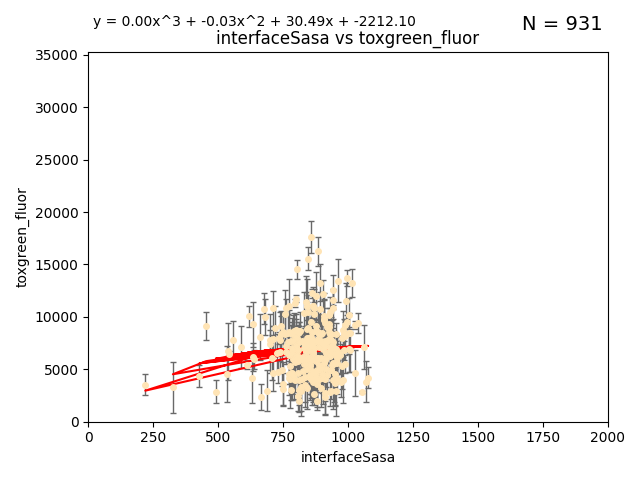 y = 0.00x^3 + -0.03x^2 + 30.49x + -2212.10
N = 931
interfaceSasa vs toxgreen_fluor
35000
30000
25000
20000
15000
10000
5000
0
toxgreen_fluor
0 250 500 750 1000 1250 1500 1750 2000
interfaceSasa